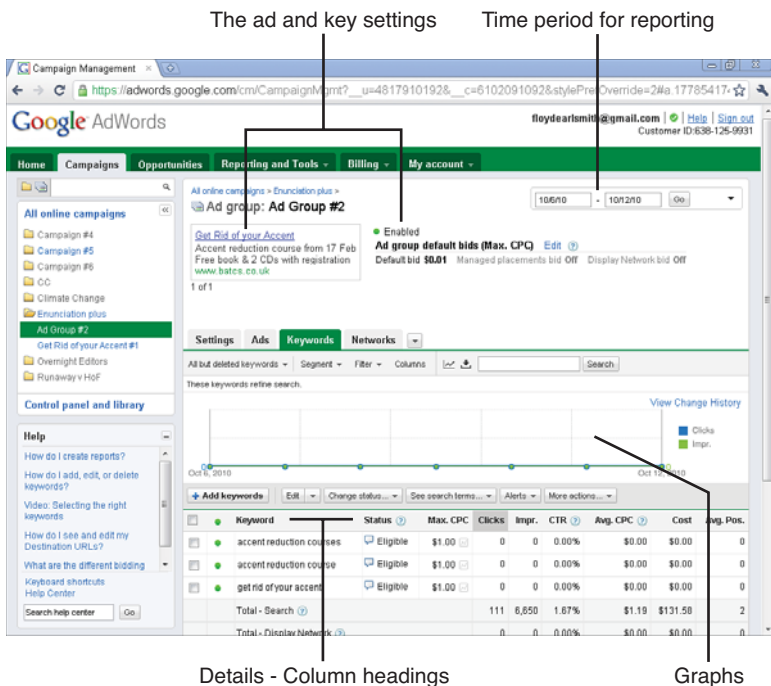 The ad and key settings
Time period for reporting
Campaign Management
https://adwords.google.com/cm/CampaignMgmt?__u=4817910192&__c=6102091092&stylePrefOverride=2#a.17785417
Google AdWords
floydearlsmith@gmail.com | Help | Sign out
Customer ID:638-126-9931
Home Campaigns Opportunities Reporting and Tools Billing My account
All online campaigns
Campaign #4
Campaign #5
Campaign #6
CC
Climate Change
Enunciation plus
Ad Group #2
Get Rid of your Accent #1
Overnight Editors
Runaway v HoF
Control panel and library
Help
How do I create reports?
How do I add, edit, or delete
keywords?
Video: Selecting the right
keywords
How do I see and edit my
Destination URLs?
What are the different bidding
Keyboard shortcuts
Help Center
Search help center Go
All online campaigns > Enunciation plus >
Ad group: Ad Group #2
10/6/10 - 10/12/10 Go
Get Rid of your Accent
Accent reduction course from 17 Feb
Free book & 2 CDs with registration
www.batcs.co.uk
1 of 1
Enabled
Ad group default bids (Max. CPC) Edit
Default bid $0.01 Managed placements bid Off Display Network bid Off
Settings Ads Keywords Networks
All but deleted keywords Segment Filter Columns Search
These keywords refine search.
View Change History
Clicks
Impr.
0 0
Oct 6, 2010 Oct 12, 2010
+ Add keywords Edit Change status... See search terms... Alerts More actions...
Keyword Status Max. CPC Clicks Impr. CTR Avg. CPC Cost Avg. Pos.
accent reduction courses Eligible $1.00 0 0 0.00% $0.00 $0.00 0
accent reduction course Eligible $1.00 0 0 0.00% $0.00 $0.00 0
get rid of your accent Eligible $1.00 0 0 0.00% $0.00 $0.00 0
Total - Search 111 6,650 1.67% $1.19 $131.58 2
Total - Display Network 0 0 0.00% $0.00 $0.00 0
Details - Column headings
Graphs